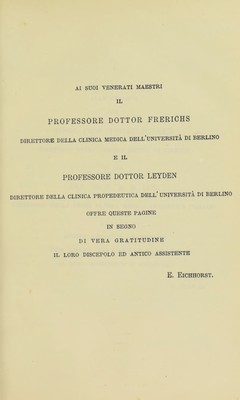 AI SUOI VENERATI MAESTRI
IL
PROFESSORE DOTTOR FRERICHS
DIRETTORE DELLA CLINICA MEDICA DELL'UNIVERSITÀ DI BERLINO
E IL
PROFESSORE DOTTOR LEYDEN
DIRETTORE DELLA CLINICA PROPEDEUTICA DELL'UNIVERSITÀ DI BERLINO
OFFRE QUESTE PAGINE
IN SEGNO
DI VERA GRATITUDINE
IL LORO DISCEPOLO ED ANTICO ASSISTENTE
E. EICHHORST.